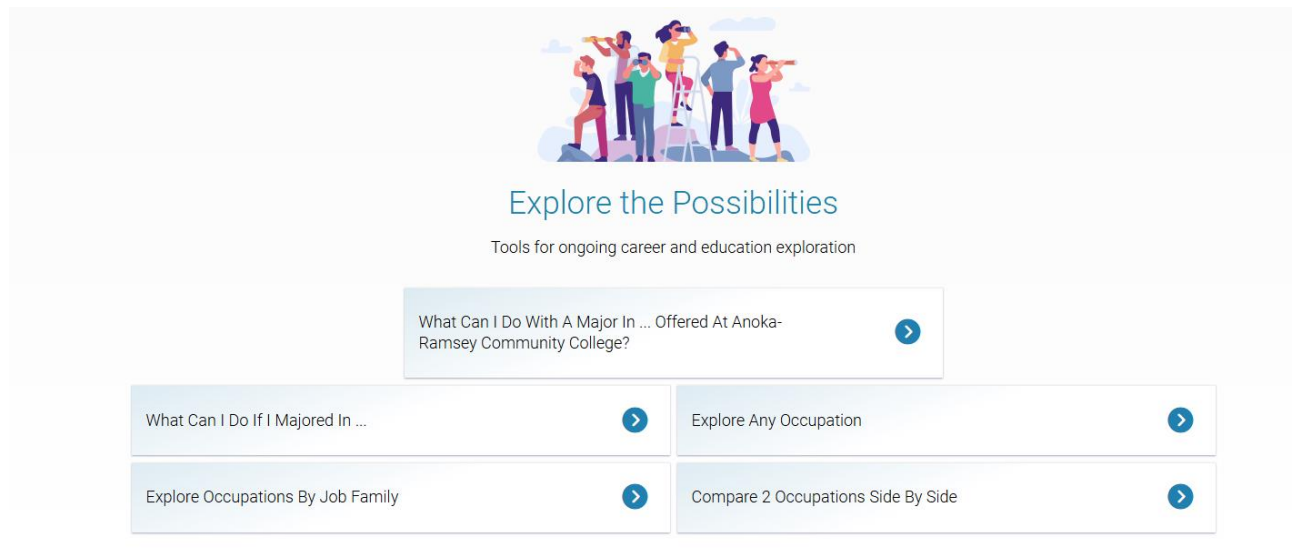 Explore the Possibilities
Tools for ongoing career and education exploration
What Can I Do With A Major In ... Offered At Anoka-
Ramsey Community College?
What Can I Do If I Majored In ...
Explore Any Occupation
Explore Occupations By Job Family
Compare 2 Occupations Side By Side